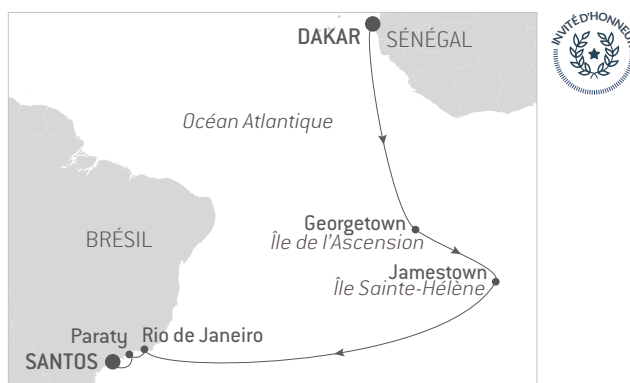 DAKAR
SÉNÉGAL
INVITÉ D'HONNEUR
Océan Atlantique
Georgetown
Île de l'Ascension
BRÉSIL
Jamestown
Île Sainte-Hélène
Paraty
Rio de Janeiro
SANTOS